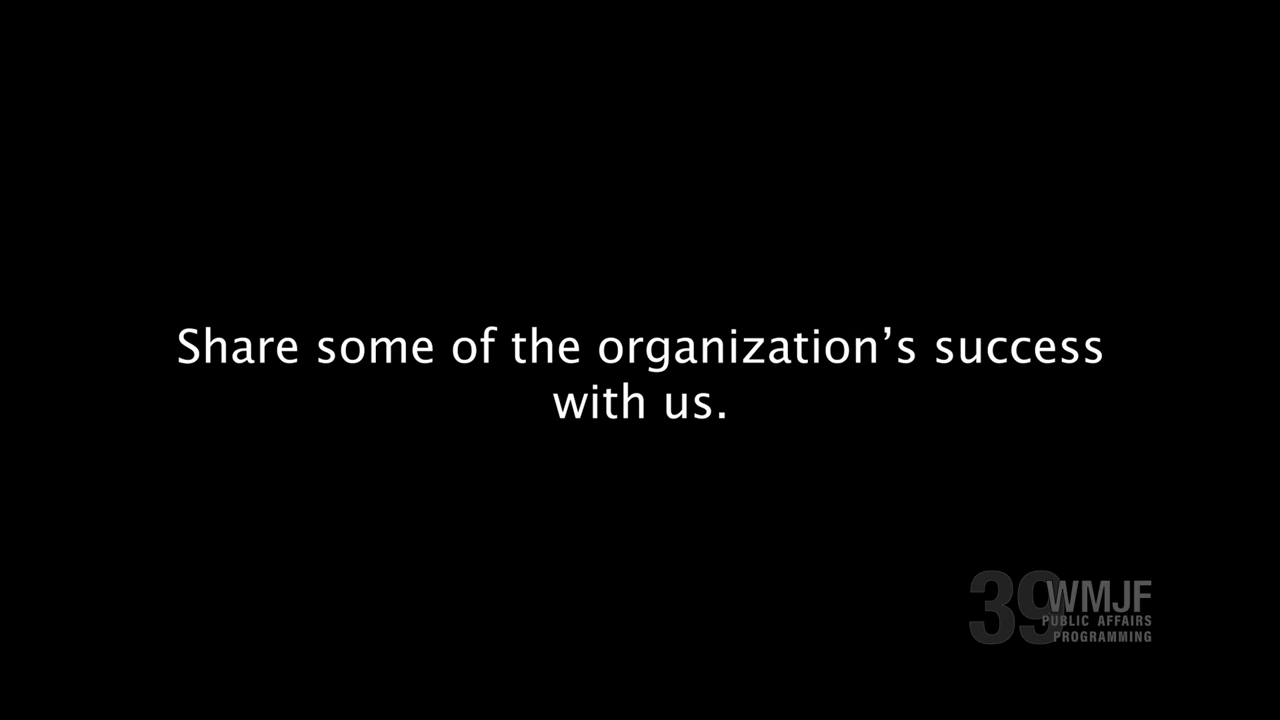 Share some of the organization’s success
with us.
39 WMJF
PUBLIC AFFAIRS
PROGRAMMING